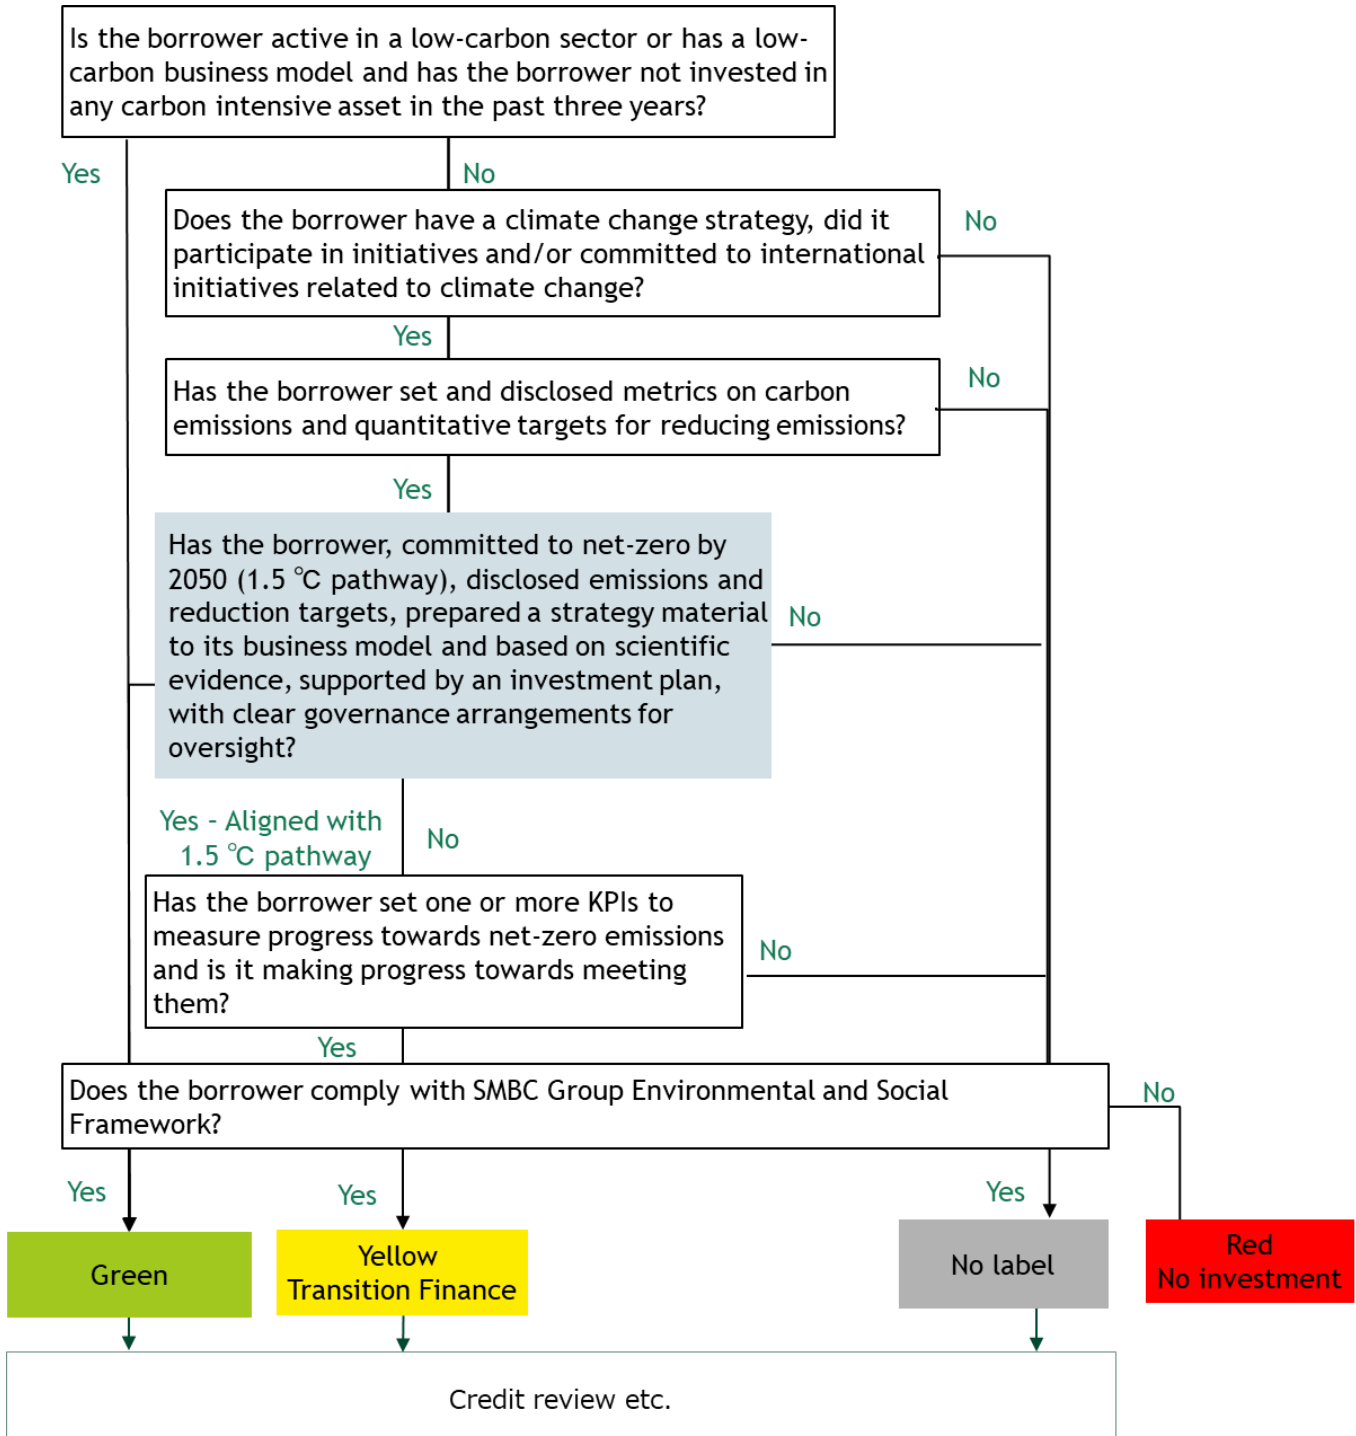 Is the borrower active in a low-carbon sector or has a low-
carbon business model and has the borrower not invested in
any carbon intensive asset in the past three years?
Yes
No
Does the borrower have a climate change strategy, did it
participate in initiatives and/or committed to international
initiatives related to climate change?
No
Yes
Has the borrower set and disclosed metrics on carbon
emissions and quantitative targets for reducing emissions?
No
Yes
Has the borrower, committed to net-zero by
2050 (1.5 ℃ pathway), disclosed emissions and
reduction targets, prepared a strategy material
to its business model and based on scientific
evidence, supported by an investment plan,
with clear governance arrangements for
oversight?
No
Yes - Aligned with
1.5 ℃ pathway
No
Has the borrower set one or more KPIs to
measure progress towards net-zero emissions
and is it making progress towards meeting
them?
No
Yes
Does the borrower comply with SMBC Group Environmental and Social
Framework?
No
Yes
Yes
Yes
Green
Yellow
Transition Finance
No label
Red
No investment
Credit review etc.